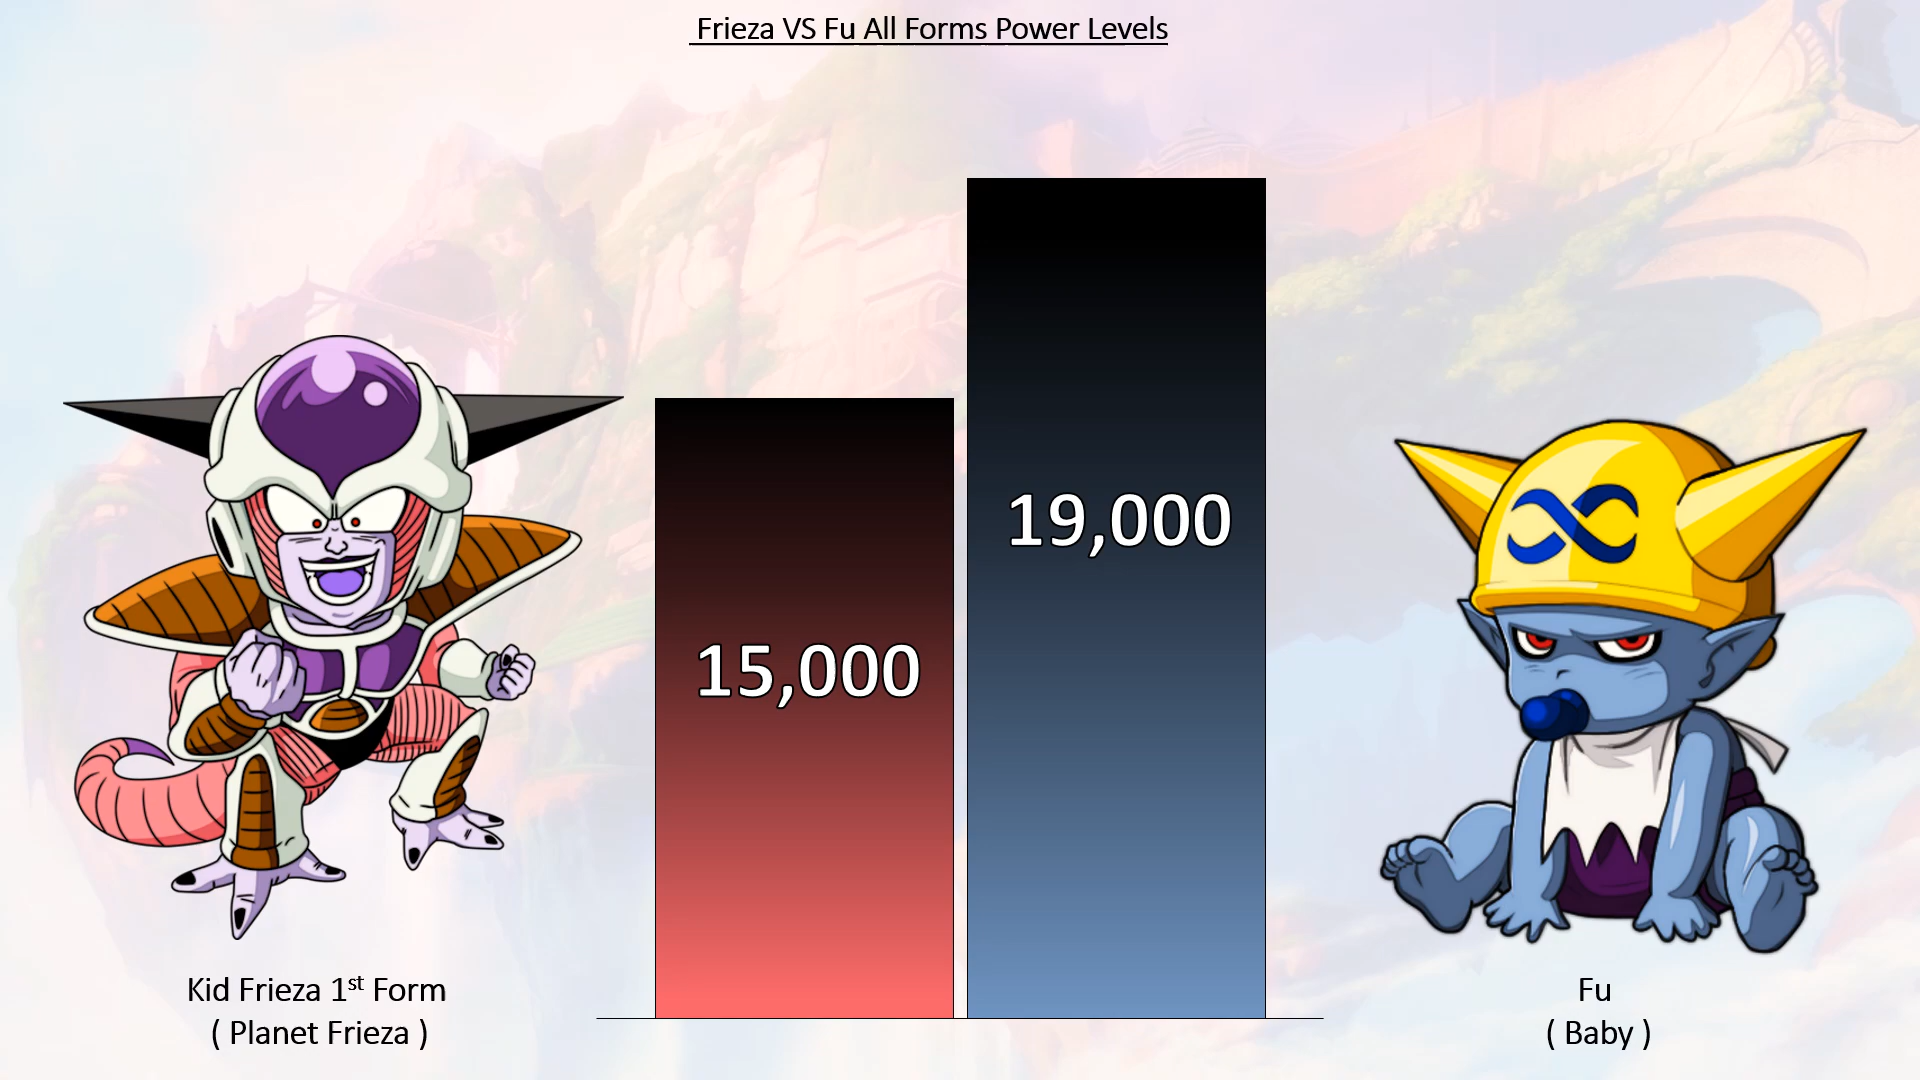 Frieza VS Fu All Forms Power Levels
19,000
15,000
Kid Frieza 1st Form
( Planet Frieza )
Fu
( Baby )